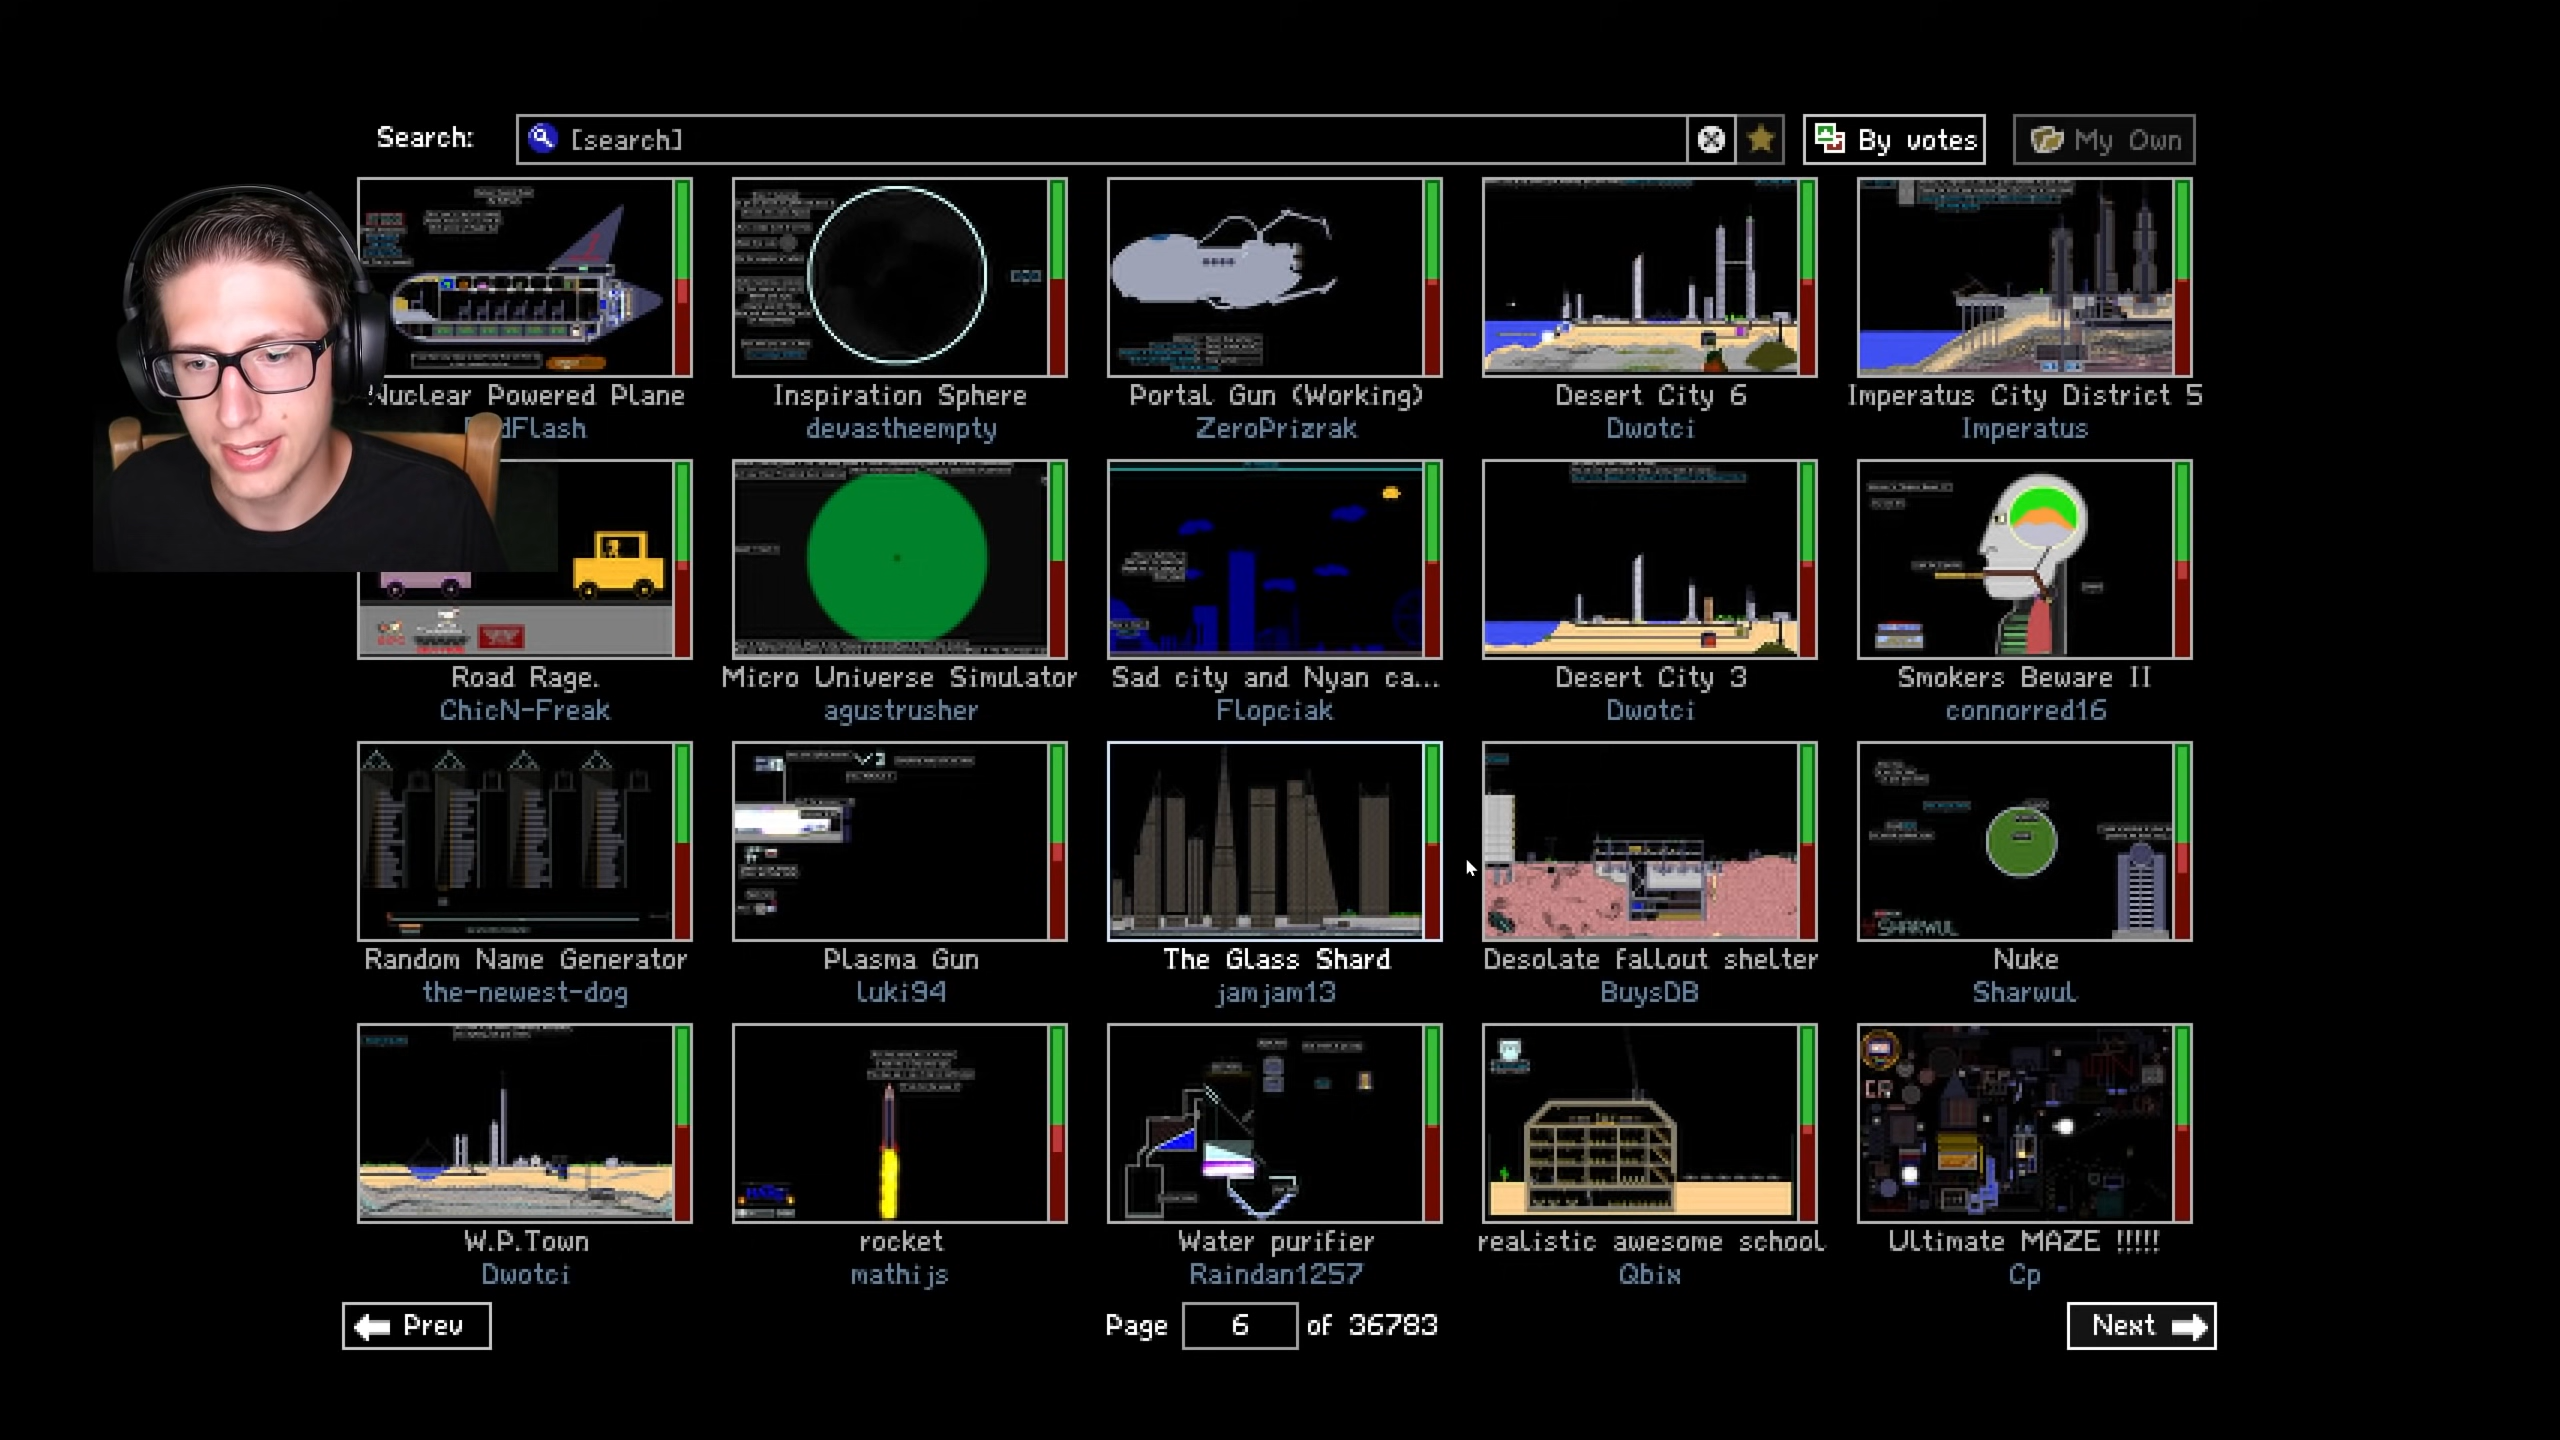 Search: [search] By votes My Own
Nuclear Powered Plane Inspiration Sphere Portal Gun (Working) Desert City 6 Imperatus City District 5
dFlash devastheempty ZeroPrizrak Dwotci Imperatus
Road Rage. Micro Universe Simulator Sad city and Nyan ca... Desert City 3 Smokers Beware II
ChicN-Freak agustrusher Flopciak Dwotci connorred16
SHARWUL
Random Name Generator Plasma Gun The Glass Shard Desolate fallout shelter Nuke
the-newest-dog Luki94 jamjam13 BuysDB Sharwul
CR
W.P.Town rocket Water purifier realistic awesome school Ultimate MAZE !!!!!
Dwotci mathijs Raindan1257 Qbix Cp
Prev Page 6 of 36783 Next